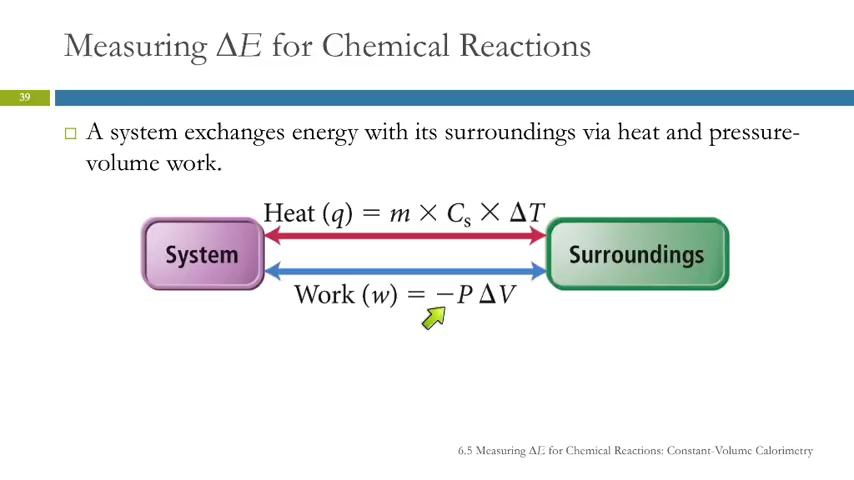 Measuring ΔE for Chemical Reactions
39
A system exchanges energy with its surroundings via heat and pressure-
volume work.
Heat (q) = m × Cₛ × ΔT
System
Surroundings
Work (w) = −P ΔV
6.5 Measuring ΔE for Chemical Reactions: Constant-Volume Calorimetry